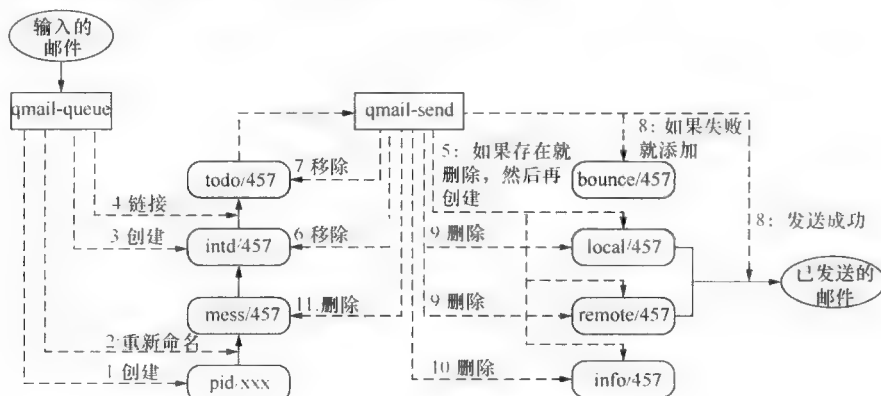 输入的
邮件
qmail-queue
qmail-send
8: 如果失败
就添加
5: 如果存在就
删除, 然后再
创建
7 移除
todo/457
bounce/457
4 链接
3 创建
intd/457
6 移除
9 删除
local/457
8: 发送成功
已发送的
邮件
mess/457
11.删除
9 删除
remote/457
2 重新命名
1 创建
pid/xxx
10 删除
info/457